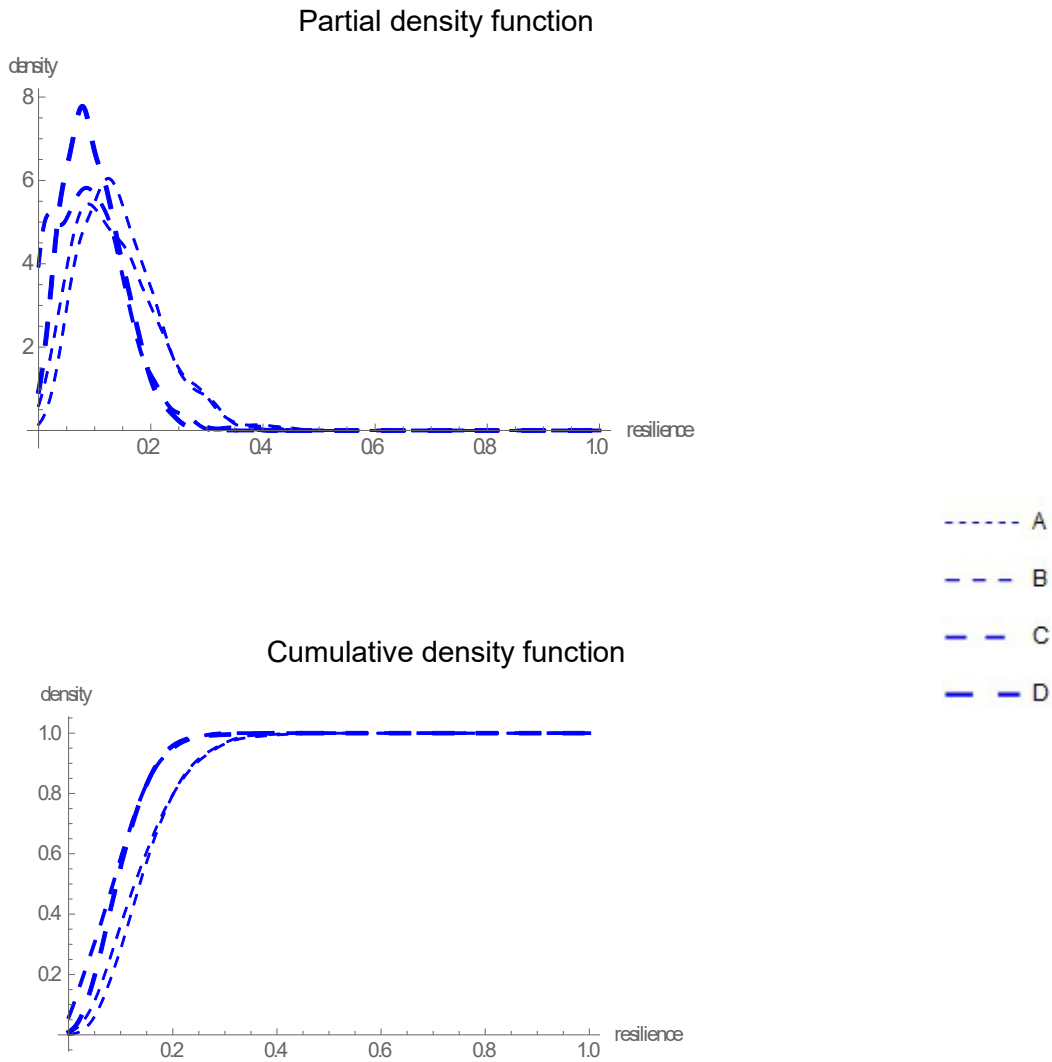 Partial density function
density
8
6
4
2
0.2 0.4 0.6 0.8 1.0 resilience
A
B
C
D
Cumulative density function
density
1.0
0.8
0.6
0.4
0.2
0.2 0.4 0.6 0.8 1.0 resilience